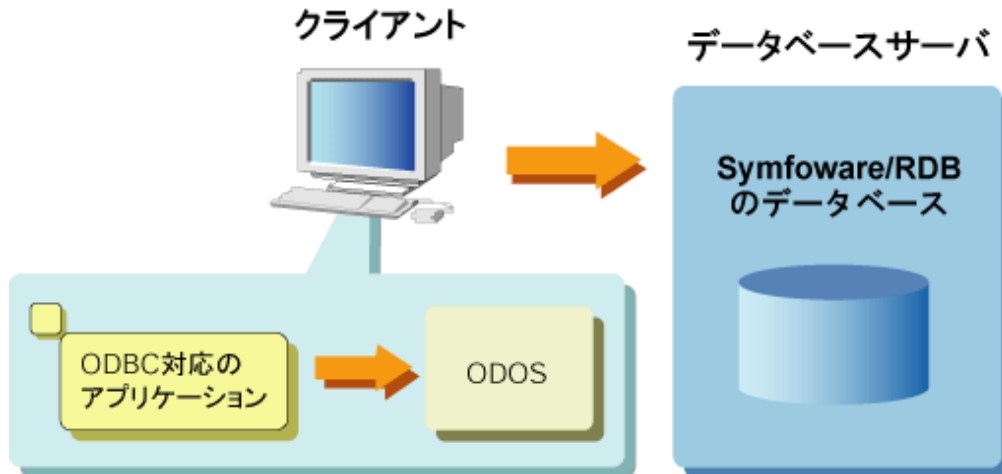 クライアント
データベースサーバ
Symfoware/RDB
のデータベース
ODBC対応の
アプリケーション
ODOS